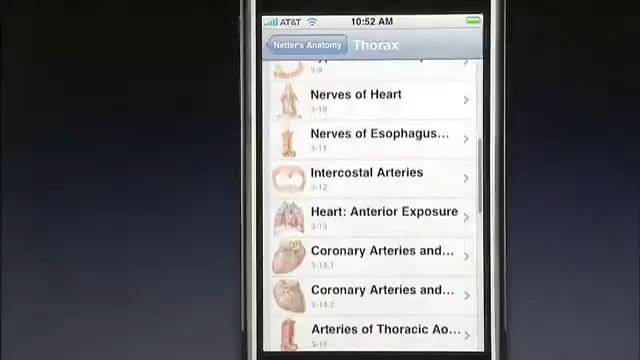 AT&T 10:52 AM
Netter's Anatomy Thorax
3-9
Nerves of Heart
3-10
Nerves of Esophagus...
3-11
Intercostal Arteries
3-12
Heart: Anterior Exposure
3-13
Coronary Arteries and...
3-14.1
Coronary Arteries and...
3-14.2
Arteries of Thoracic Ao...
3-15